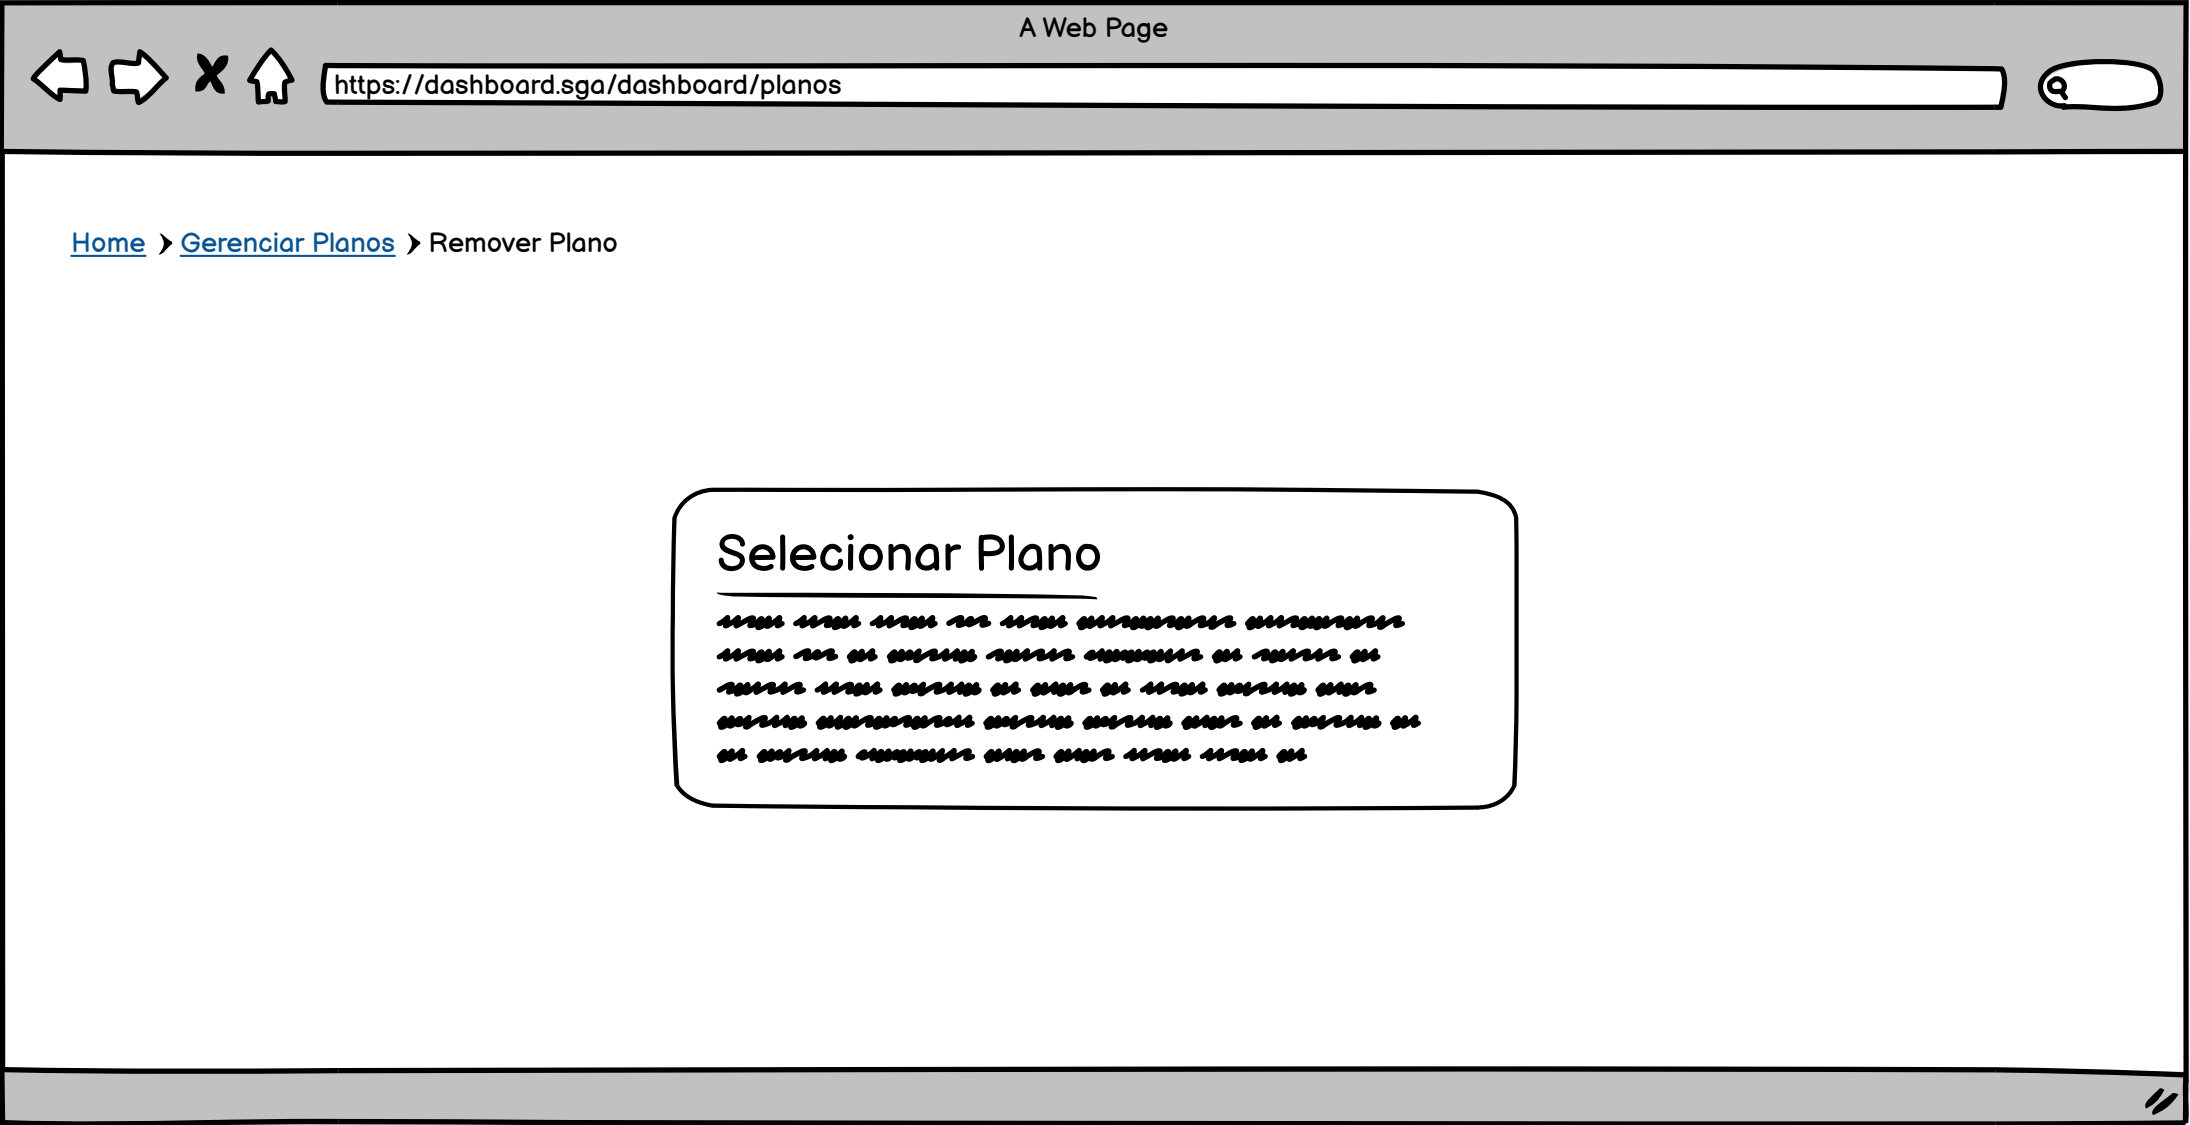 A Web Page
https://dashboard.sga/dashboard/planos
Home Gerenciar Planos Remover Plano
Selecionar Plano